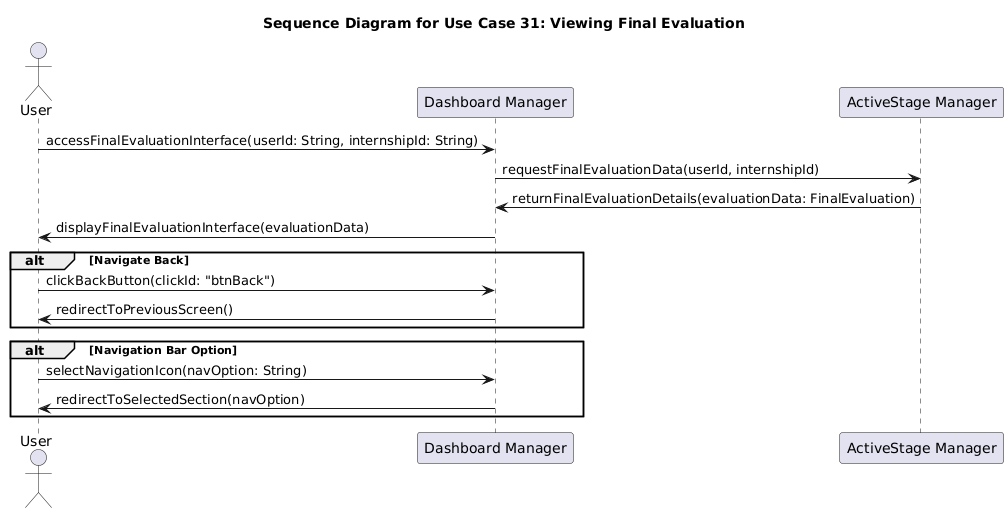 Sequence Diagram for Use Case 31: Viewing Final Evaluation
User
Dashboard Manager
ActiveStage Manager
accessFinalEvaluationInterface(userId: String, internshipId: String)
requestFinalEvaluationData(userId, internshipId)
returnFinalEvaluationDetails(evaluationData: FinalEvaluation)
displayFinalEvaluationInterface(evaluationData)
alt
[Navigate Back]
clickBackButton(clickId: "btnBack")
redirectToPreviousScreen()
alt
[Navigation Bar Option]
selectNavigationIcon(navOption: String)
redirectToSelectedSection(navOption)
User
Dashboard Manager
ActiveStage Manager